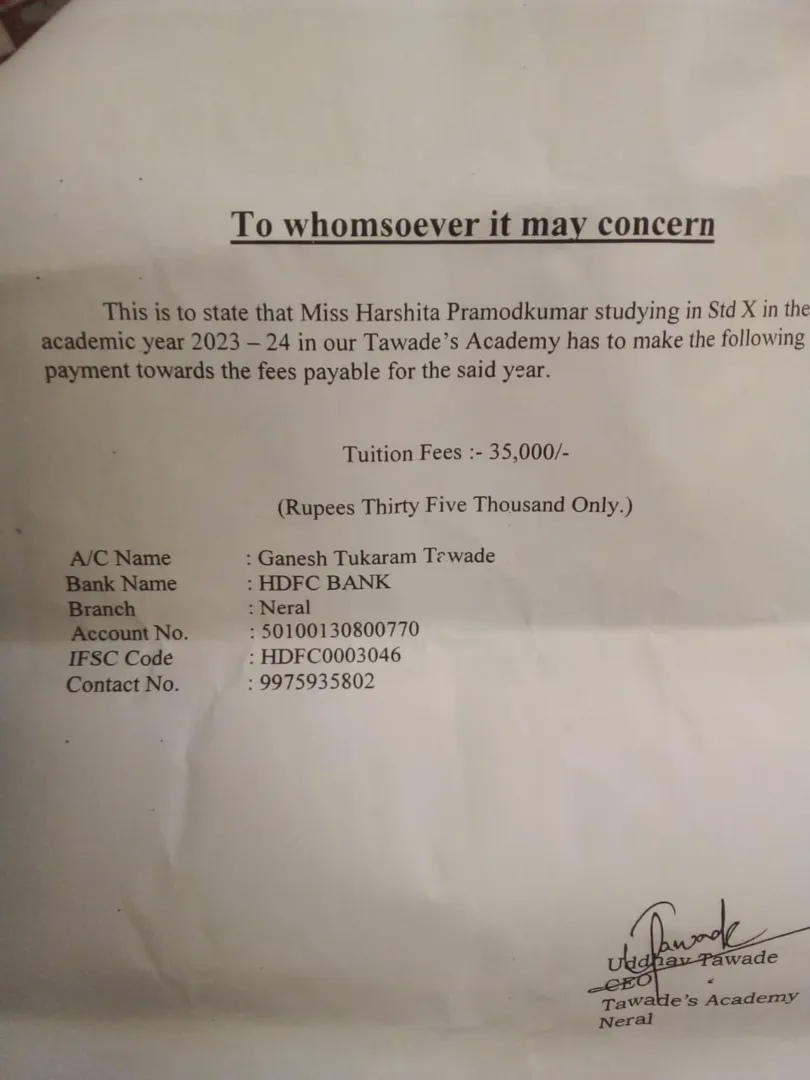 To whomsoever it may concern
This is to state that Miss Harshita Pramodkumar studying in Std X in the
academic year 2023 – 24 in our Tawade's Academy has to make the following
payment towards the fees payable for the said year.
Tuition Fees :- 35,000/-
(Rupees Thirty Five Thousand Only.)
A/C Name : Ganesh Tukaram Tawade
Bank Name : HDFC BANK
Branch : Neral
Account No. : 50100130800770
IFSC Code : HDFC0003046
Contact No. : 9975935802
Tawade
Uddhav Tawade
CEO
Tawade's Academy
Neral